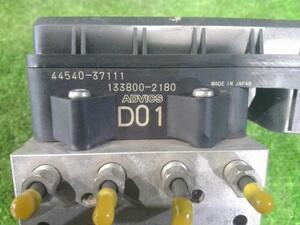 44540-37111
133800-2180
MADE IN JAPAN
ADVICS
D01